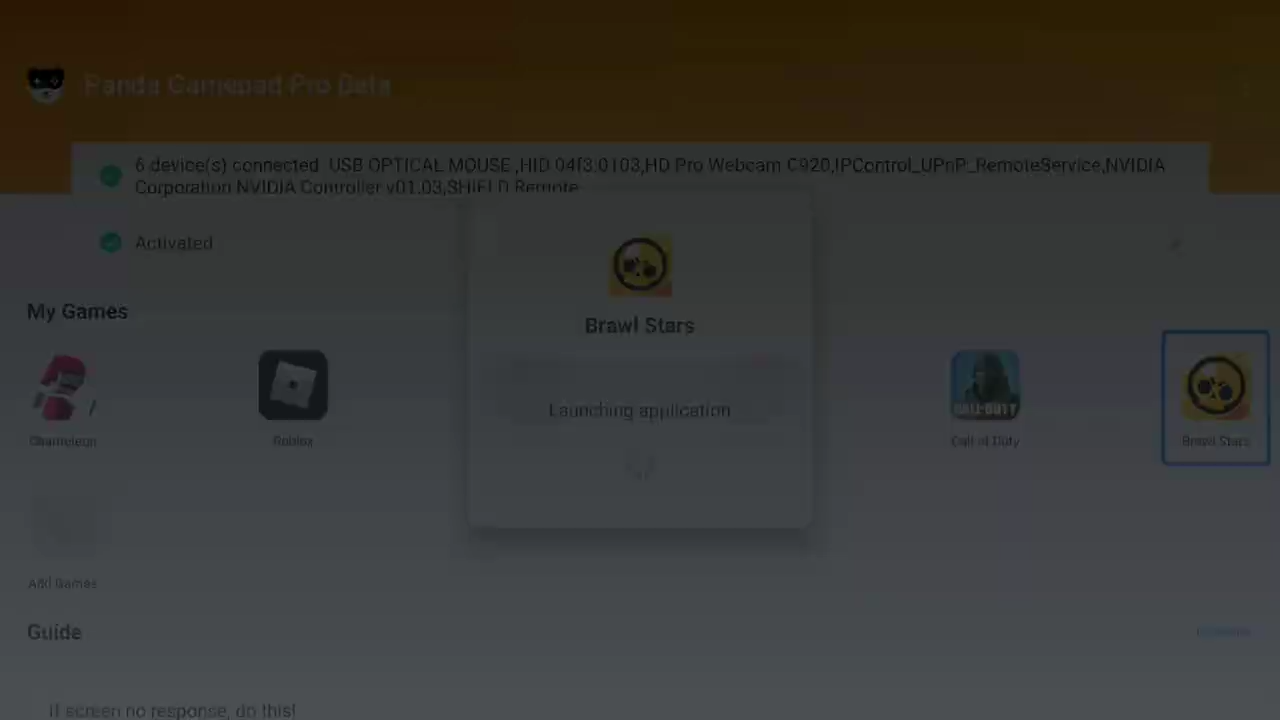 Panda Gamepad Pro Beta
6 device(s) connected USB OPTICAL MOUSE ,HID 04f3:0103,HD Pro Webcam C920,IPControl_UPnP_RemoteService,NVIDIA
Corporation NVIDIA Controller v01.03,SHIELD Remote
Activated
My Games
Brawl Stars
Launching application
CALL·DUTY
Chameleon
Roblox
Call of Duty
Brawl Stars
Add Games
Guide
If screen no response, do this!